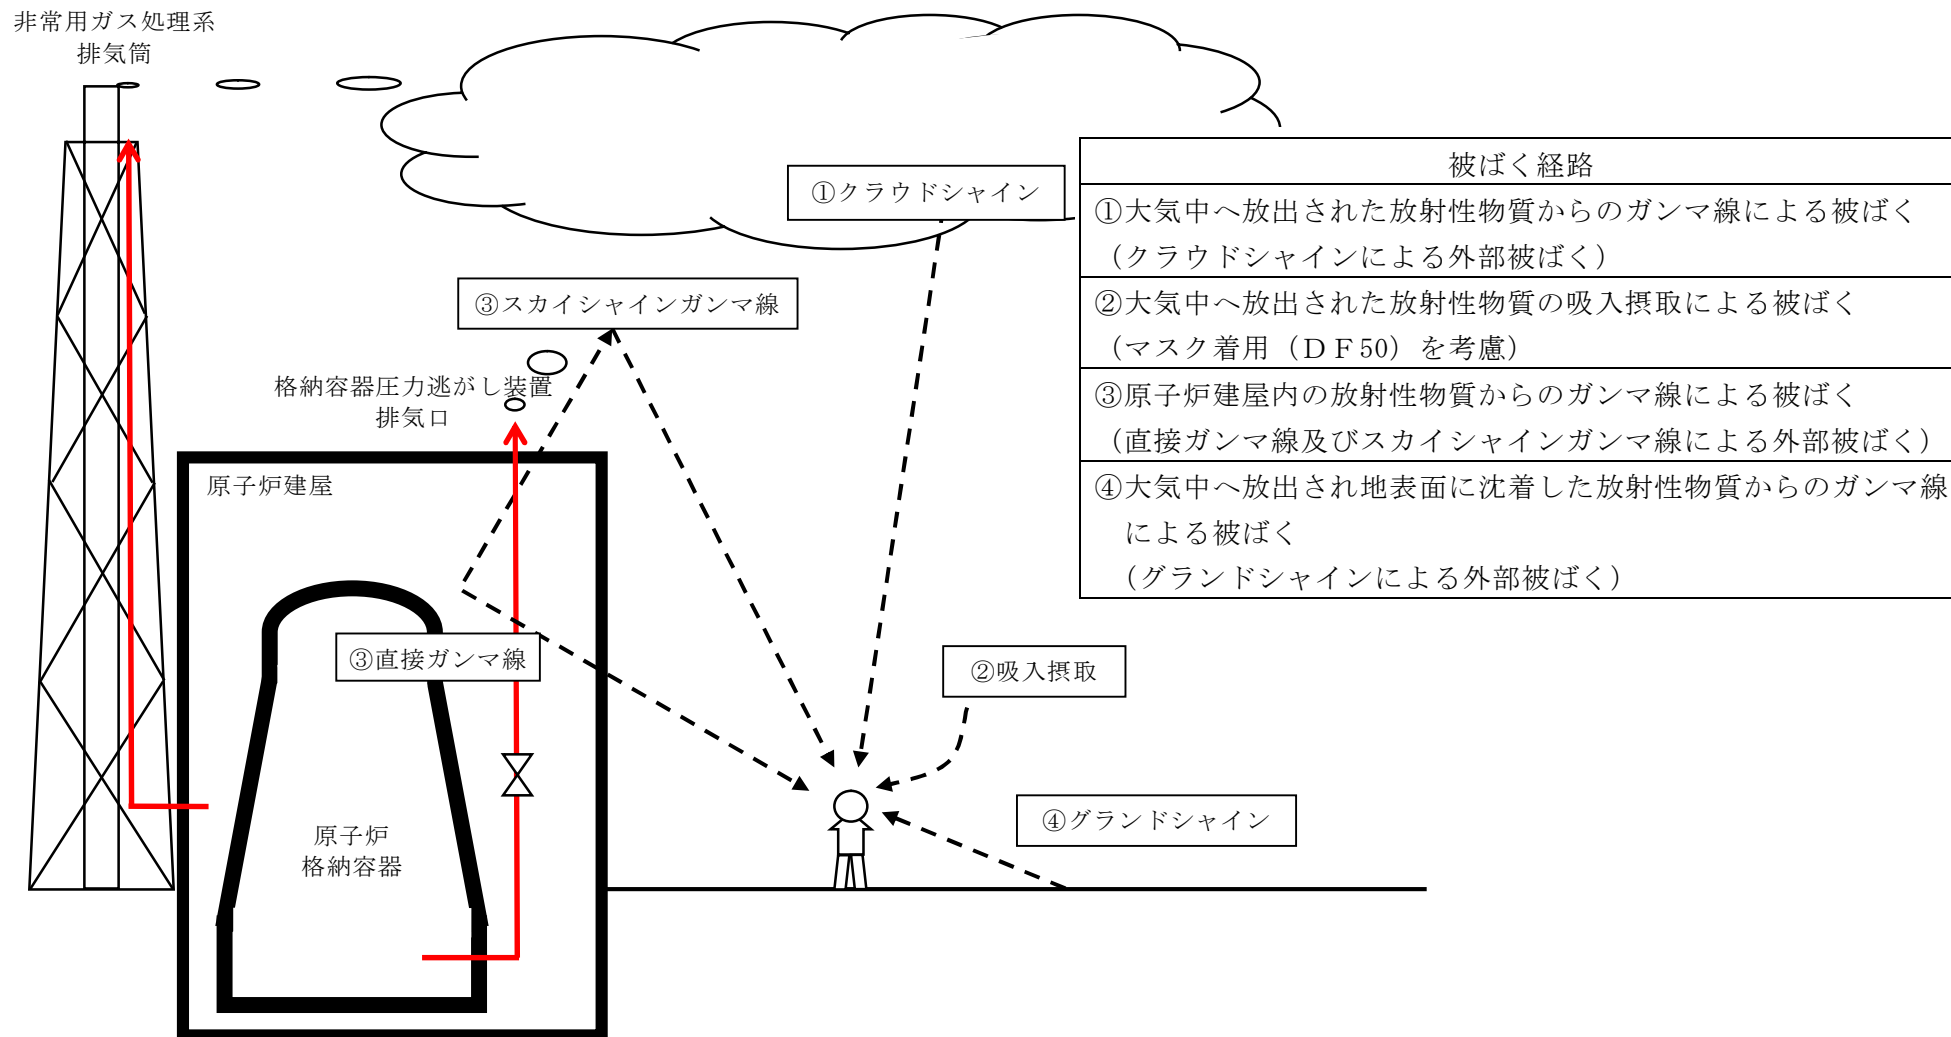 非常用ガス処理系
排気筒
①クラウドシャイン
③スカイシャインガンマ線
格納容器圧力逃がし装置
排気口
原子炉建屋
③直接ガンマ線
②吸入摂取
④グランドシャイン
原子炉
格納容器
被ばく経路
①大気中へ放出された放射性物質からのガンマ線による被ばく
（クラウドシャインによる外部被ばく）
②大気中へ放出された放射性物質の吸入摂取による被ばく
（マスク着用（ＤＦ50）を考慮）
③原子炉建屋内の放射性物質からのガンマ線による被ばく
（直接ガンマ線及びスカイシャインガンマ線による外部被ばく）
④大気中へ放出され地表面に沈着した放射性物質からのガンマ線
による被ばく
（グランドシャインによる外部被ばく）